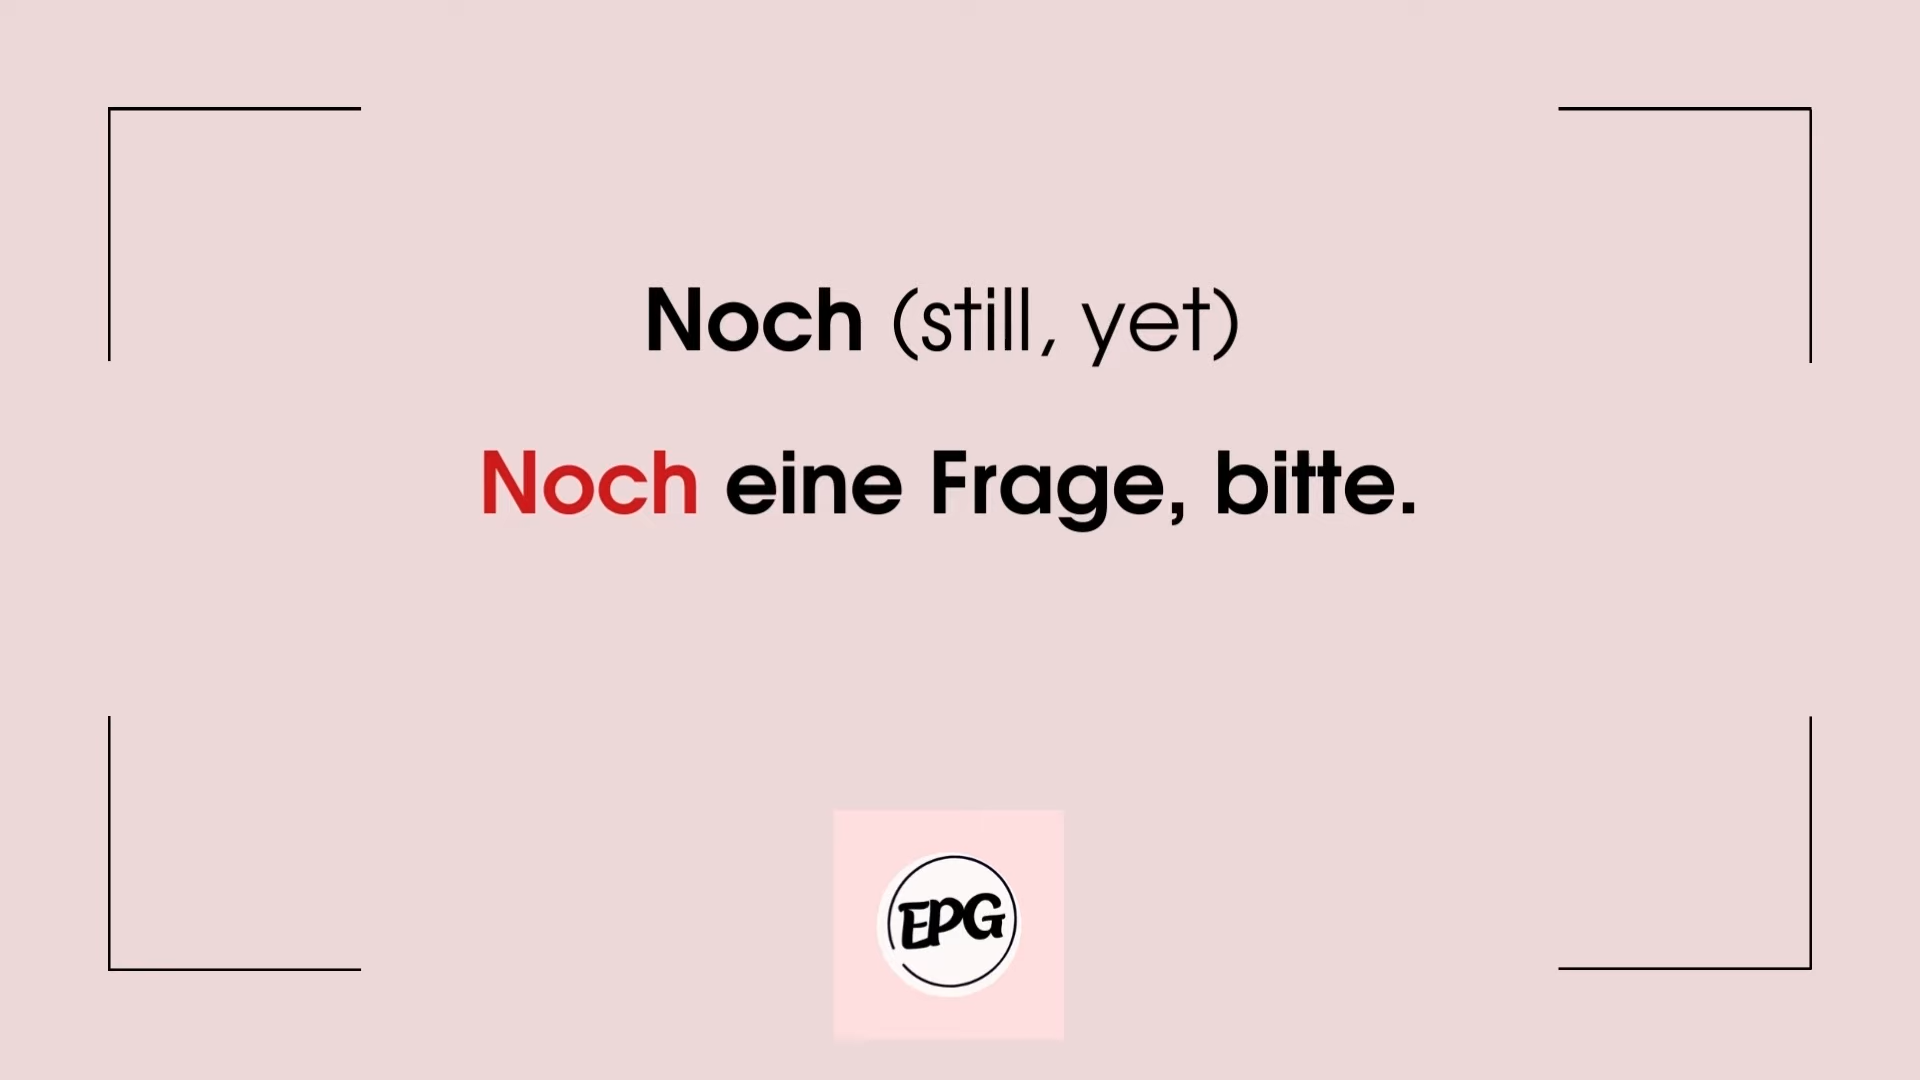 Noch (still, yet)
Noch eine Frage, bitte.
EPG